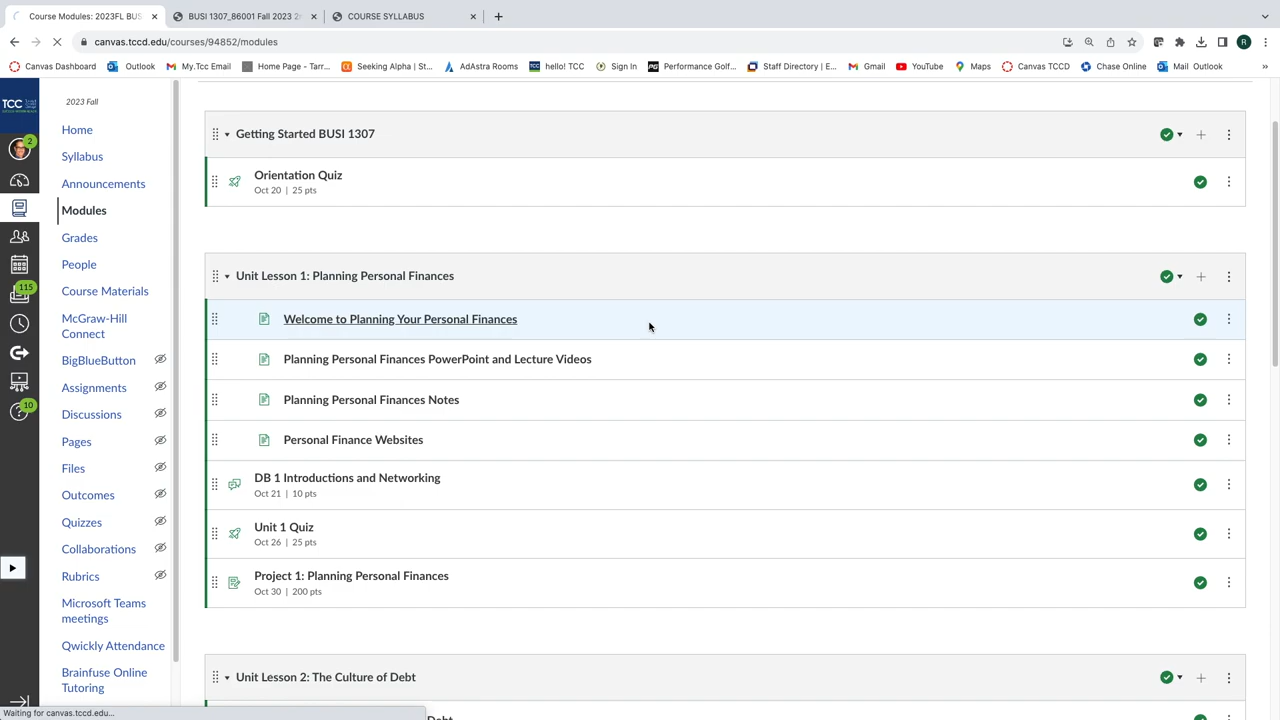 Course Modules: 2023FL BUS
BUSI 1307_86001 Fall 2023 2
COURSE SYLLABUS
canvas.tccd.edu/courses/94852/modules
R
Canvas Dashboard
Outlook
My.Tcc Email
Home Page - Tarr...
Seeking Alpha | St...
AdAstra Rooms
hello! TCC
Sign In
Performance Golf...
Staff Directory | E...
Gmail
YouTube
Maps
Canvas TCCD
Chase Online
Mail Outlook
»
TCC
2
115
10
2023 Fall
Home
Syllabus
Announcements
Modules
Grades
People
Course Materials
McGraw-Hill
Connect
BigBlueButton
Assignments
Discussions
Pages
Files
Outcomes
Quizzes
Collaborations
Rubrics
Microsoft Teams
meetings
Qwickly Attendance
Brainfuse Online
Tutoring
Getting Started BUSI 1307
Orientation Quiz
Oct 20 | 25 pts
Unit Lesson 1: Planning Personal Finances
Welcome to Planning Your Personal Finances
Planning Personal Finances PowerPoint and Lecture Videos
Planning Personal Finances Notes
Personal Finance Websites
DB 1 Introductions and Networking
Oct 21 | 10 pts
Unit 1 Quiz
Oct 26 | 25 pts
Project 1: Planning Personal Finances
Oct 30 | 200 pts
Unit Lesson 2: The Culture of Debt
Debt
Waiting for canvas.tccd.edu...